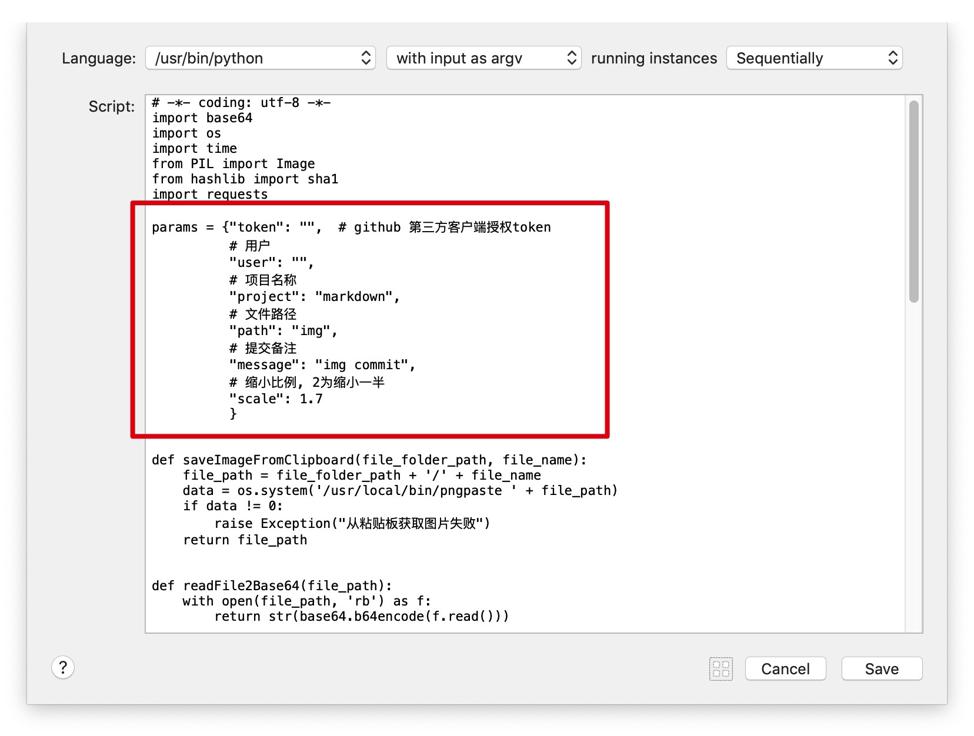 Language: /usr/bin/python with input as argv running instances Sequentially
Script:
# -*- coding: utf-8 -*-
import base64
import os
import time
from PIL import Image
from hashlib import sha1
import requests
params = {"token": "",  # github 第三方客户端授权token
          # 用户
          "user": "",
          # 项目名称
          "project": "markdown",
          # 文件路径
          "path": "img",
          # 提交备注
          "message": "img commit",
          # 缩小比例, 2为缩小一半
          "scale": 1.7
          }
def saveImageFromClipboard(file_folder_path, file_name):
    file_path = file_folder_path + '/' + file_name
    data = os.system('/usr/local/bin/pngpaste ' + file_path)
    if data != 0:
        raise Exception("从粘贴板获取图片失败")
    return file_path
def readFile2Base64(file_path):
    with open(file_path, 'rb') as f:
        return str(base64.b64encode(f.read()))
? Cancel Save